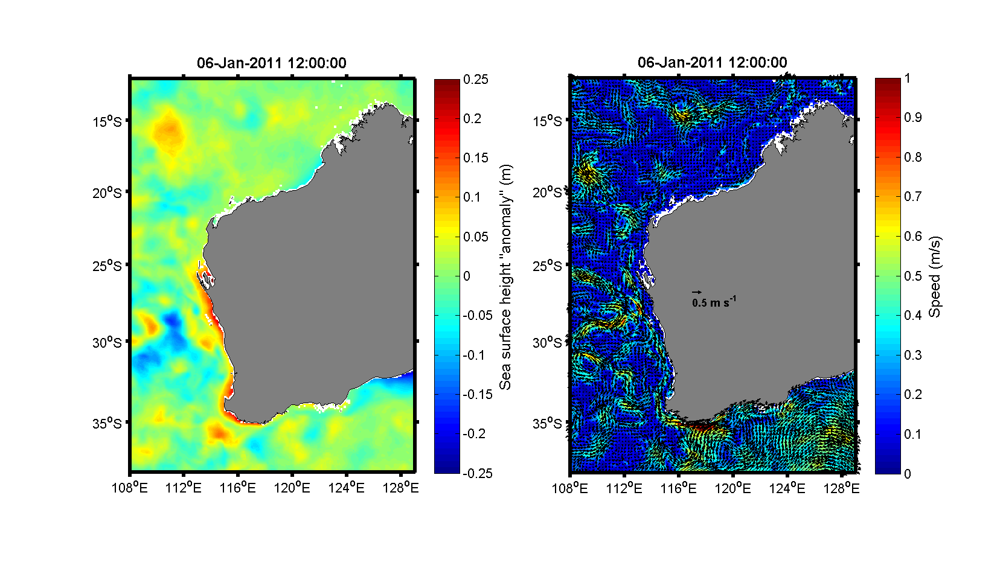 06-Jan-2011 12:00:00
15°S
20°S
25°S
30°S
35°S
108°E 112°E 116°E 120°E 124°E 128°E
0.25
0.2
0.15
0.1
0.05
0
-0.05
-0.1
-0.15
-0.2
-0.25
Sea surface height "anomaly" (m)
06-Jan-2011 12:00:00
15°S
20°S
25°S
30°S
35°S
108°E 112°E 116°E 120°E 124°E 128°E
0.5 m s⁻¹
1
0.9
0.8
0.7
0.6
0.5
0.4
0.3
0.2
0.1
0
Speed (m/s)